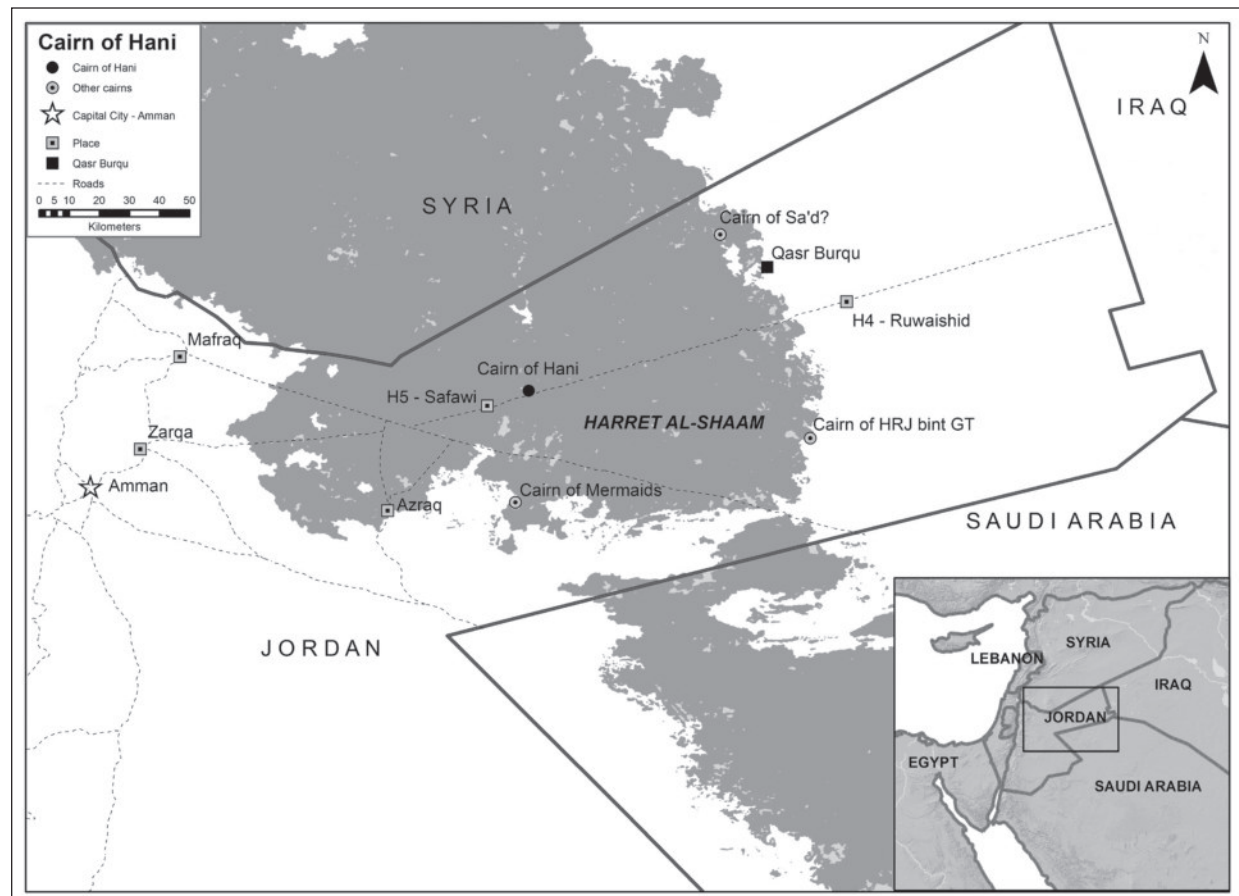 Cairn of Hani
Cairn of Hani
Other cairns
Capital City - Amman
Place
Qasr Burqu
Roads
0 5 10 20 30 40 50
Kilometers
N
IRAQ
SYRIA
Cairn of Sa'd?
Qasr Burqu
H4 - Ruwaishid
Mafraq
Cairn of Hani
H5 - Safawi
HARRET AL-SHAAM
Cairn of HRJ bint GT
Zarqa
Amman
Azraq
Cairn of Mermaids
SAUDI ARABIA
JORDAN
SYRIA
LEBANON
IRAQ
JORDAN
EGYPT
SAUDI ARABIA